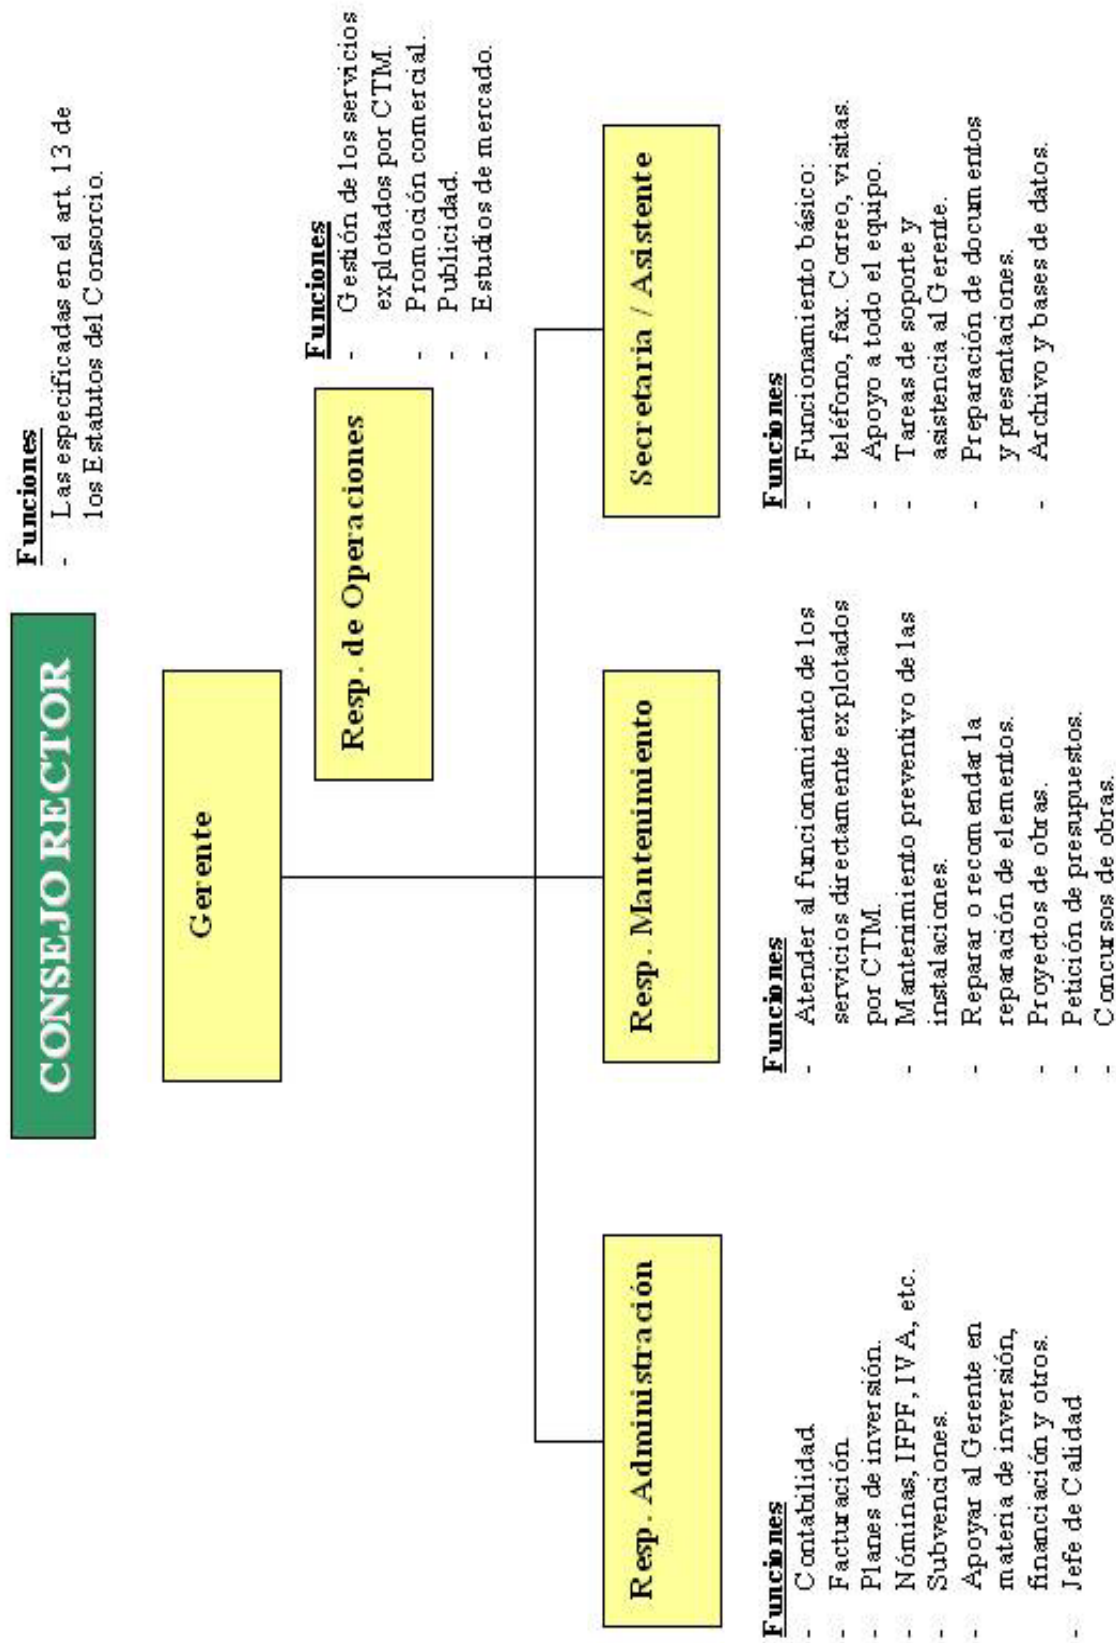 CONSEJO RECTOR
Funciones
- Las especificadas en el art. 13 de
los Estatutos del Consorcio.
Gerente
Resp. de Operaciones
Funciones
- Gestión de los servicios
explotados por CTM.
- Promoción comercial.
- Publicidad.
- Estudios de mercado.
Resp. Administración
Funciones
- Contabilidad.
- Facturación.
- Planes de inversión.
- Nóminas, IFPF, IVA, etc.
- Subvenciones.
- Apoyar al Gerente en
materia de inversión,
financiación y otros.
- Jefe de Calidad
Resp. Mantenimiento
Funciones
- Atender al funcionamiento de los
servicios directamente explotados
por CTM.
- Mantenimiento preventivo de las
instalaciones.
- Reparar o recomendar la
reparación de elementos.
- Proyectos de obras.
- Petición de presupuestos.
- Concursos de obras.
Secretaria / Asistente
Funciones
- Funcionamiento básico:
teléfono, fax. Correo, visitas.
- Apoyo a todo el equipo.
- Tareas de soporte y
asistencia al Gerente.
- Preparación de documentos
y presentaciones.
- Archivo y bases de datos.